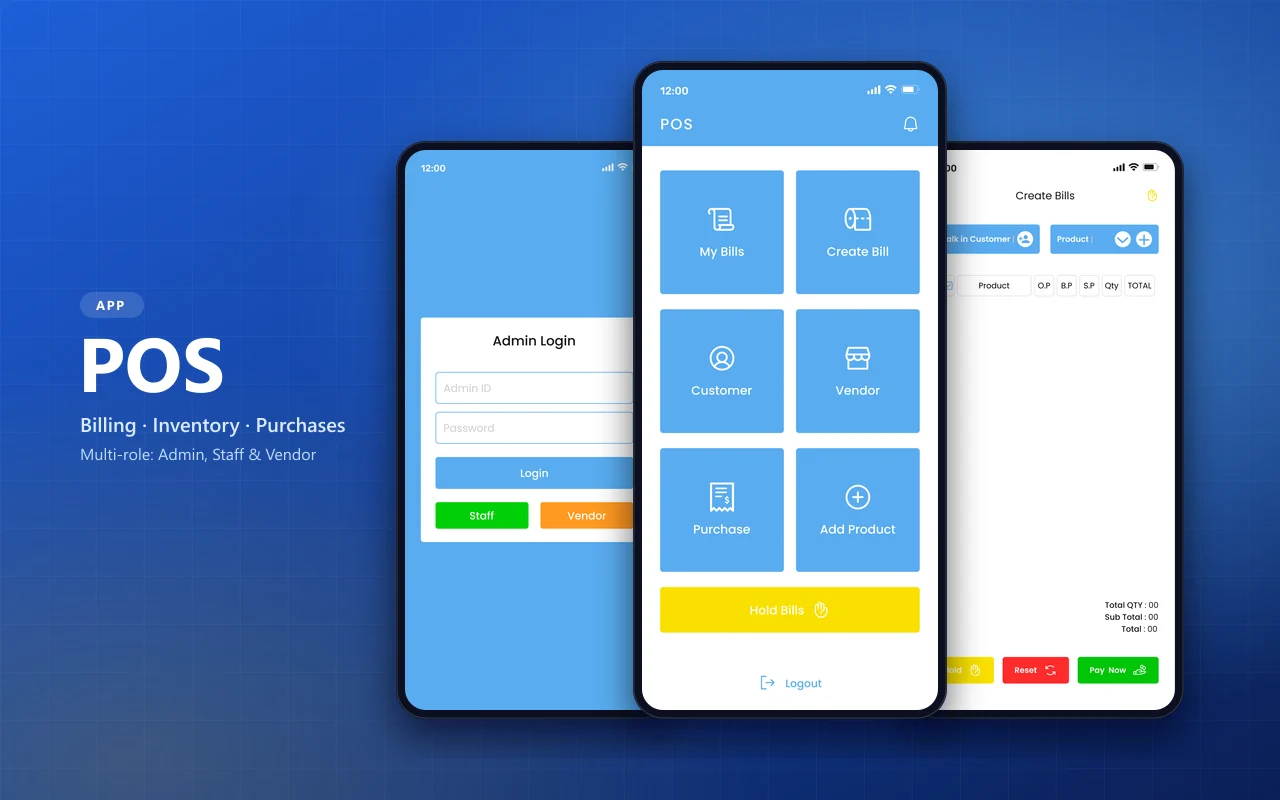 APP
POS
Billing · Inventory · Purchases
Multi-role: Admin, Staff & Vendor
12:00
Admin Login
Admin ID
Password
Login
Staff
Vendor
12:00
POS
My Bills
Create Bill
Customer
Vendor
Purchase
Add Product
Hold Bills
Logout
Create Bills
in Customer |
Product |
Product
O.P
B.P
S.P
Qty
TOTAL
Total QTY : 00
Sub Total : 00
Total : 00
Reset
Pay Now